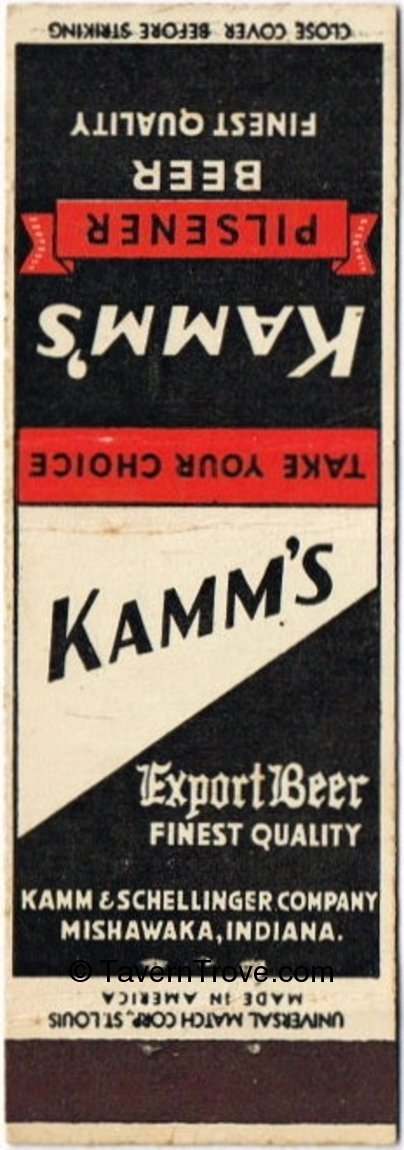 CLOSE COVER BEFORE STRIKING
FINEST QUALITY
BEER
PILSENER
KAMM'S
TAKE YOUR CHOICE
KAMM'S
Export Beer
FINEST QUALITY
KAMM & SCHELLINGER COMPANY
MISHAWAKA, INDIANA.
© TavernTrove.com
MADE IN AMERICA
UNIVERSAL MATCH CORP., ST. LOUIS